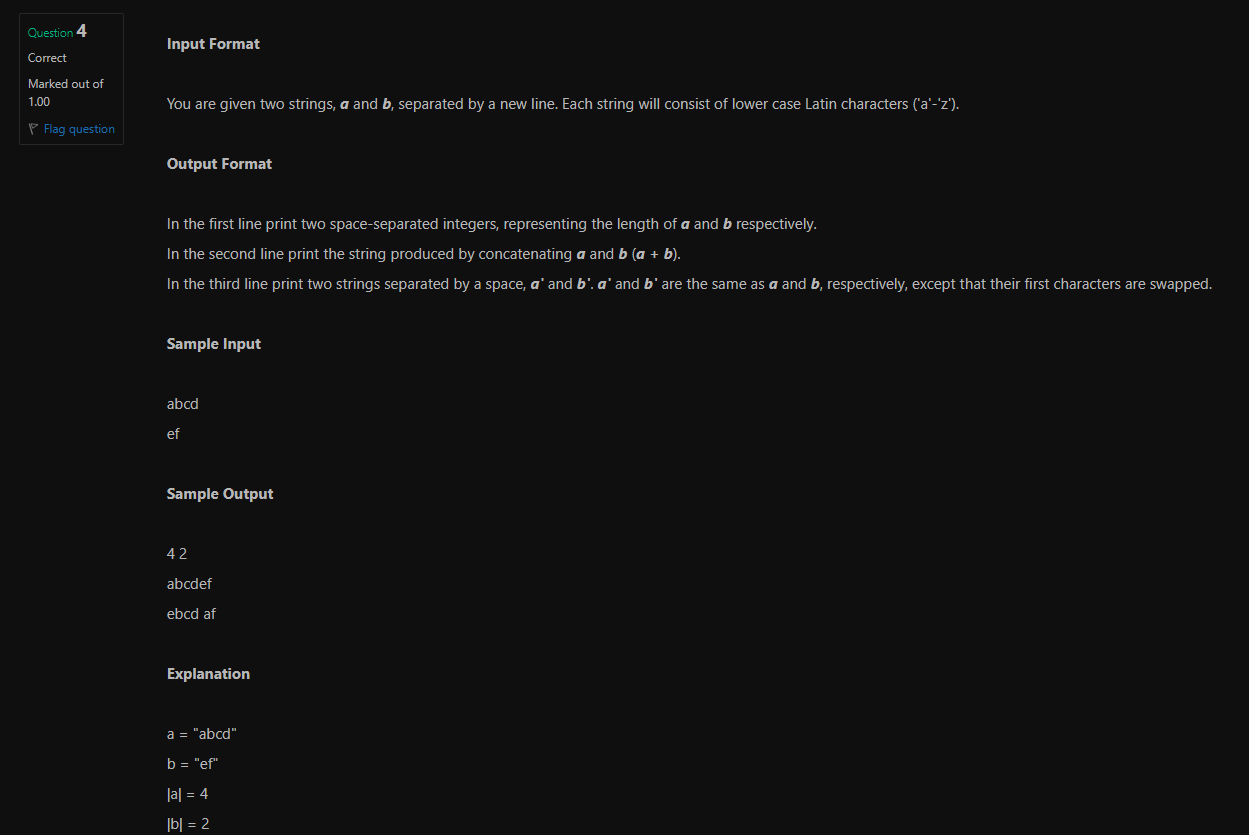 Question 4
Correct
Marked out of
1.00
Flag question
Input Format
You are given two strings, a and b, separated by a new line. Each string will consist of lower case Latin characters ('a'-'z').
Output Format
In the first line print two space-separated integers, representing the length of a and b respectively.
In the second line print the string produced by concatenating a and b (a + b).
In the third line print two strings separated by a space, a' and b'. a' and b' are the same as a and b, respectively, except that their first characters are swapped.
Sample Input
abcd
ef
Sample Output
4 2
abcdef
ebcd af
Explanation
a = "abcd"
b = "ef"
|a| = 4
|b| = 2